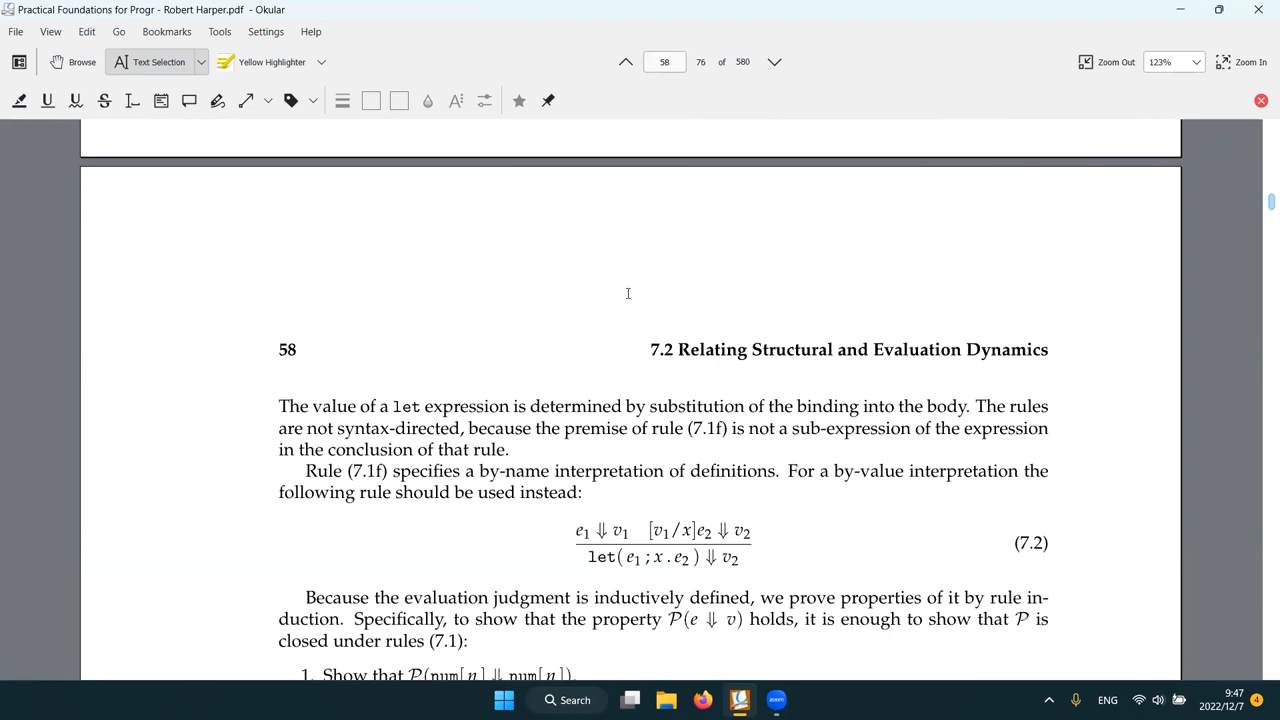 Practical Foundations for Progr - Robert Harper.pdf - Okular
File View Edit Go Bookmarks Tools Settings Help
Browse Text Selection Yellow Highlighter 58 76 of 580 Zoom Out 123% Zoom In
58 7.2 Relating Structural and Evaluation Dynamics
The value of a let expression is determined by substitution of the binding into the body. The rules
are not syntax-directed, because the premise of rule (7.1f) is not a sub-expression of the expression
in the conclusion of that rule.
Rule (7.1f) specifies a by-name interpretation of definitions. For a by-value interpretation the
following rule should be used instead:
e₁ ⇓ v₁ [v₁/x]e₂ ⇓ v₂
let(e₁;x.e₂) ⇓ v₂ (7.2)
Because the evaluation judgment is inductively defined, we prove properties of it by rule in-
duction. Specifically, to show that the property 𝒫(e ⇓ v) holds, it is enough to show that 𝒫 is
closed under rules (7.1):
1. Show that 𝒫(num[n] ⇓ num[n]).
Search zoom ENG 9:47
2022/12/7 4